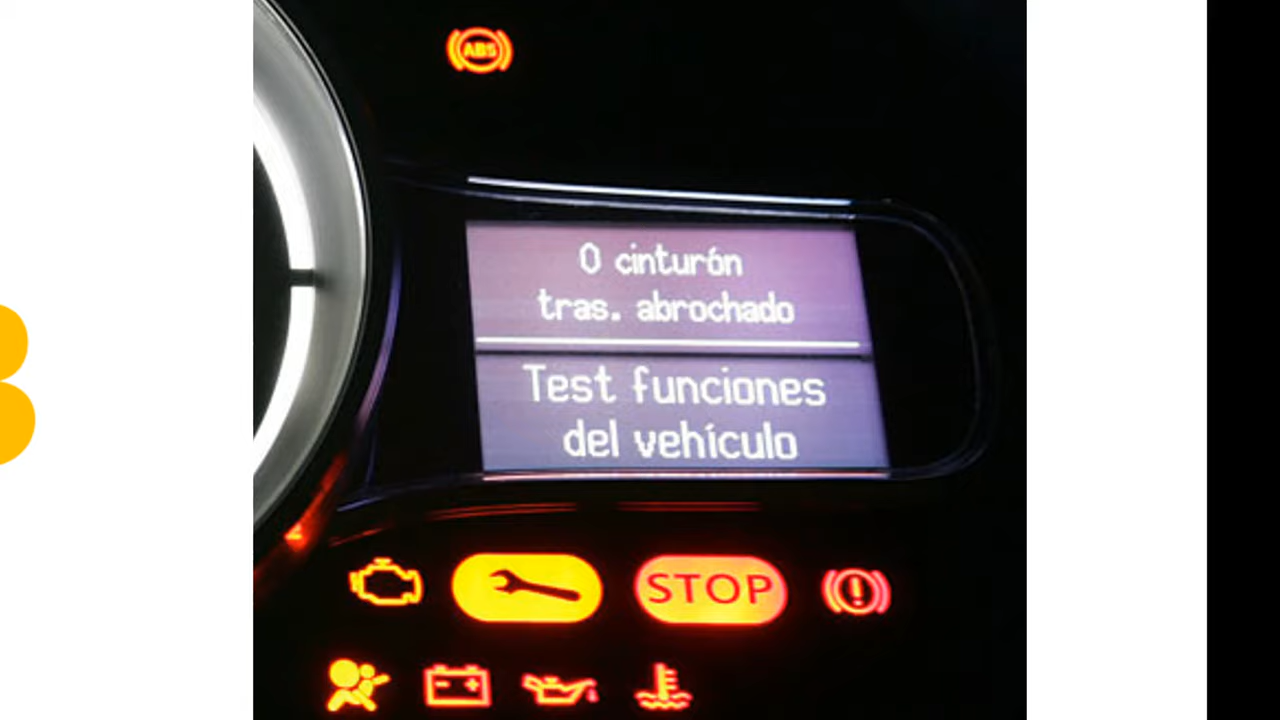 ABS
0 cinturón
tras. abrochado
Test funciones
del vehículo
STOP